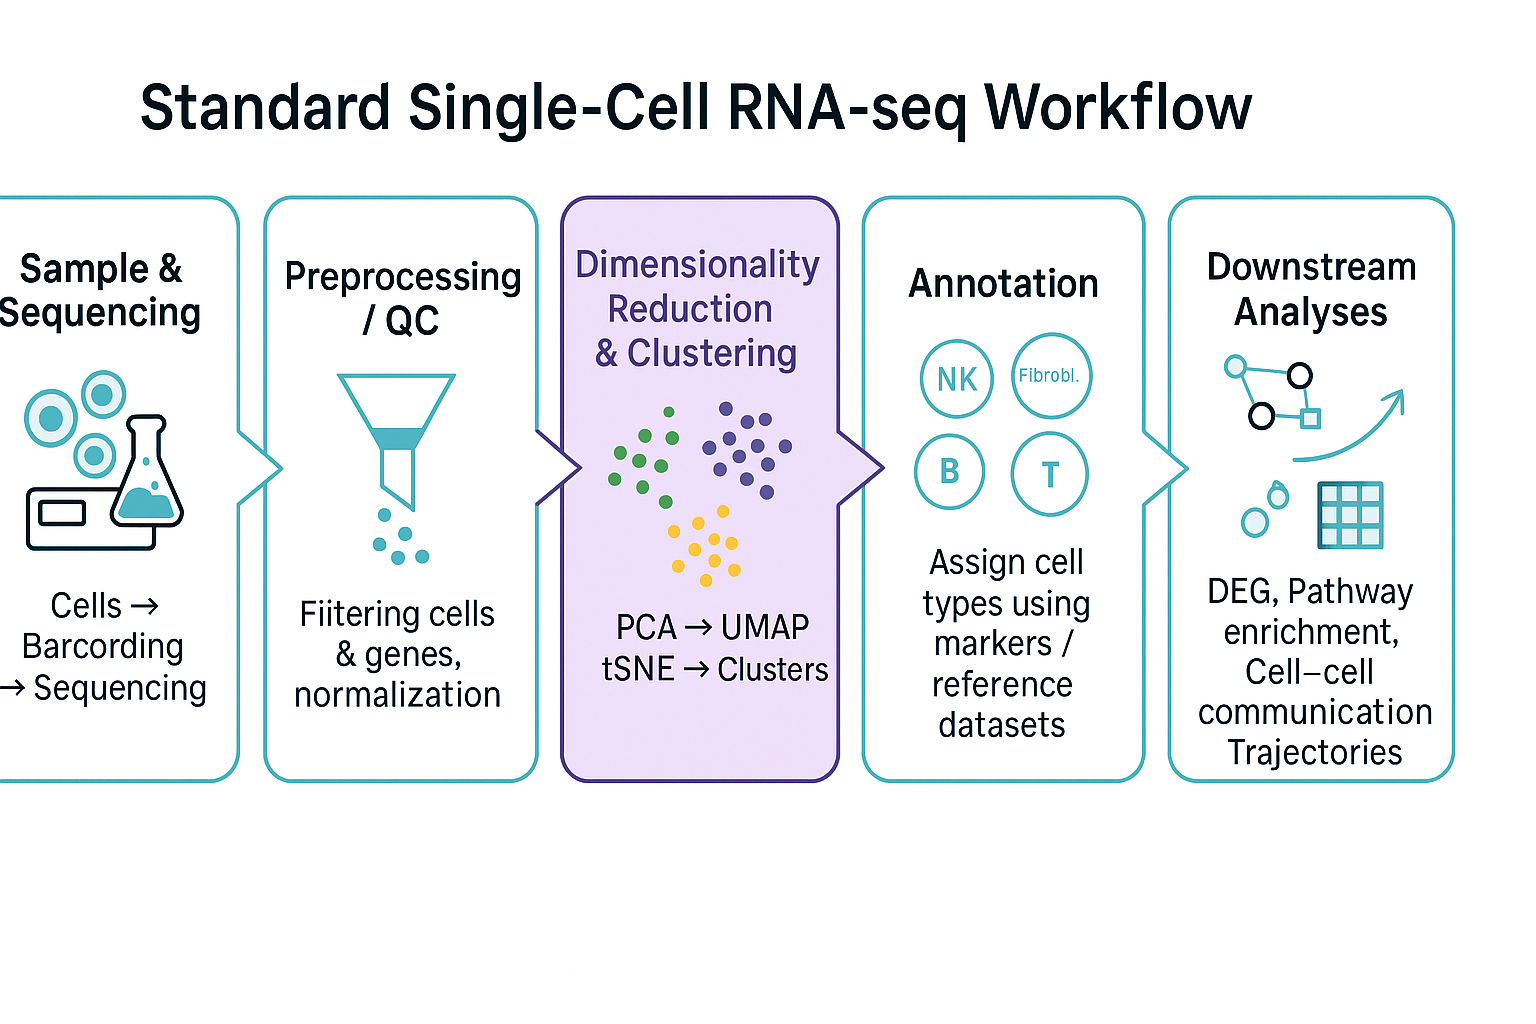 Standard Single-Cell RNA-seq Workflow
Sample &
Sequencing
Cells →
Barcording
→ Sequencing
Preprocessing
/ QC
Fiitering cells
& genes,
normalization
Dimensionality
Reduction
& Clustering
PCA → UMAP
tSNE → Clusters
Annotation
NK
Fibrobl.
B
T
Assign cell
types using
markers /
reference
datasets
Downstream
Analyses
DEG, Pathway
enrichment,
Cell–cell
communication
Trajectories